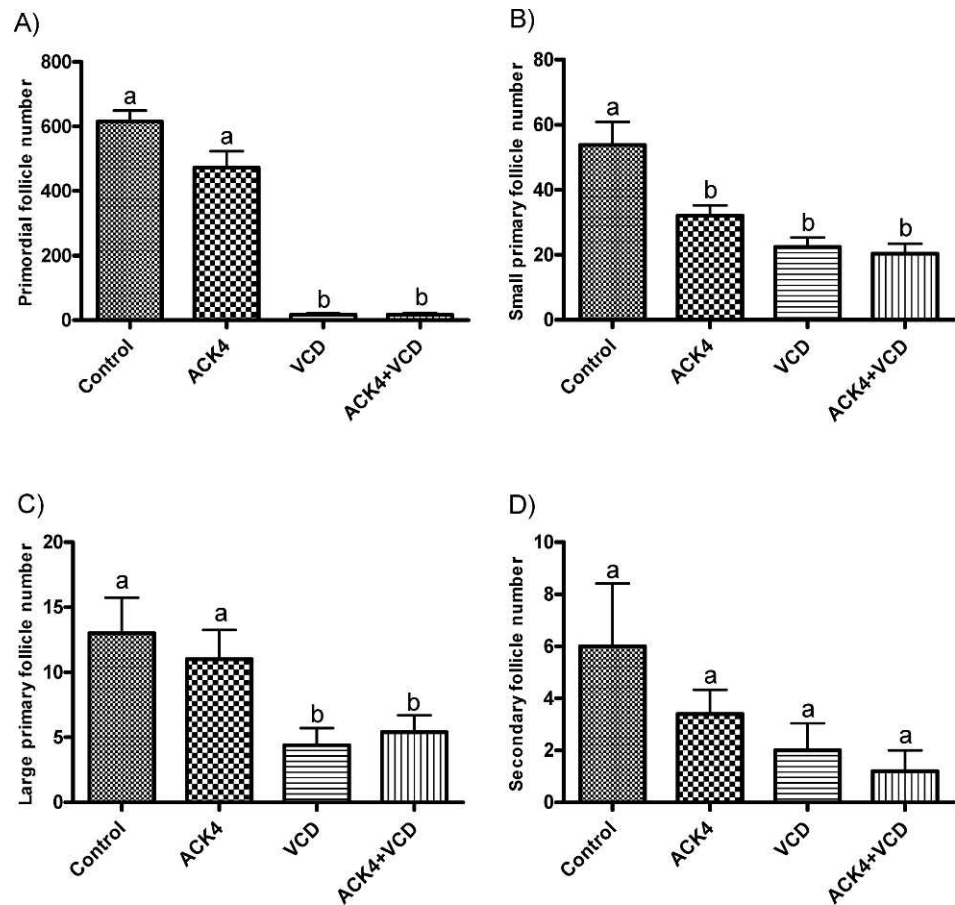 A)
Primordial follicle number
800
600
400
200
0
a
a
b
b
Control
ACK4
VCD
ACK4+VCD
B)
Small primary follicle number
80
60
40
20
0
a
b
b
b
Control
ACK4
VCD
ACK4+VCD
C)
Large primary follicle number
20
15
10
5
0
a
a
b
b
Control
ACK4
VCD
ACK4+VCD
D)
Secondary follicle number
10
8
6
4
2
0
a
a
a
a
Control
ACK4
VCD
ACK4+VCD